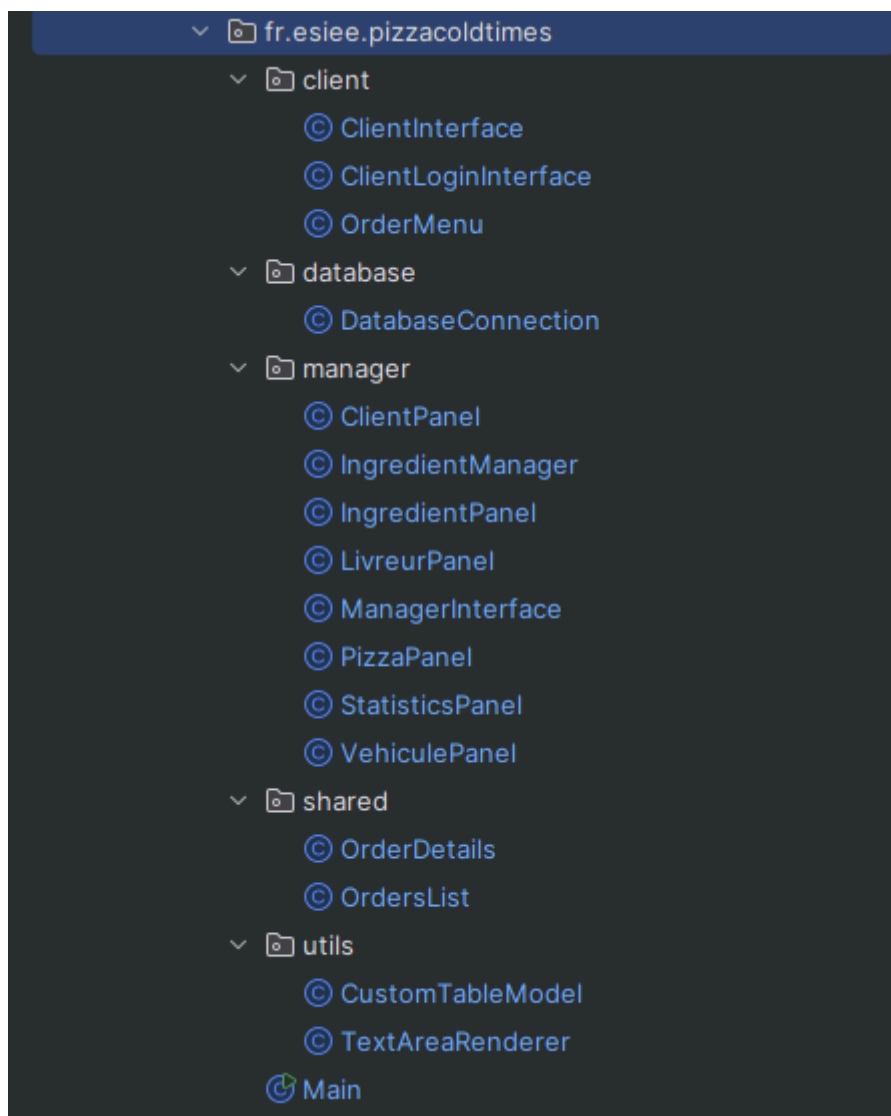 fr.esiee.pizzacoldtimes
client
ClientInterface
ClientLoginInterface
OrderMenu
database
DatabaseConnection
manager
ClientPanel
IngredientManager
IngredientPanel
LivreurPanel
ManagerInterface
PizzaPanel
StatisticsPanel
VehiculePanel
shared
OrderDetails
OrdersList
utils
CustomTableModel
TextAreaRenderer
Main